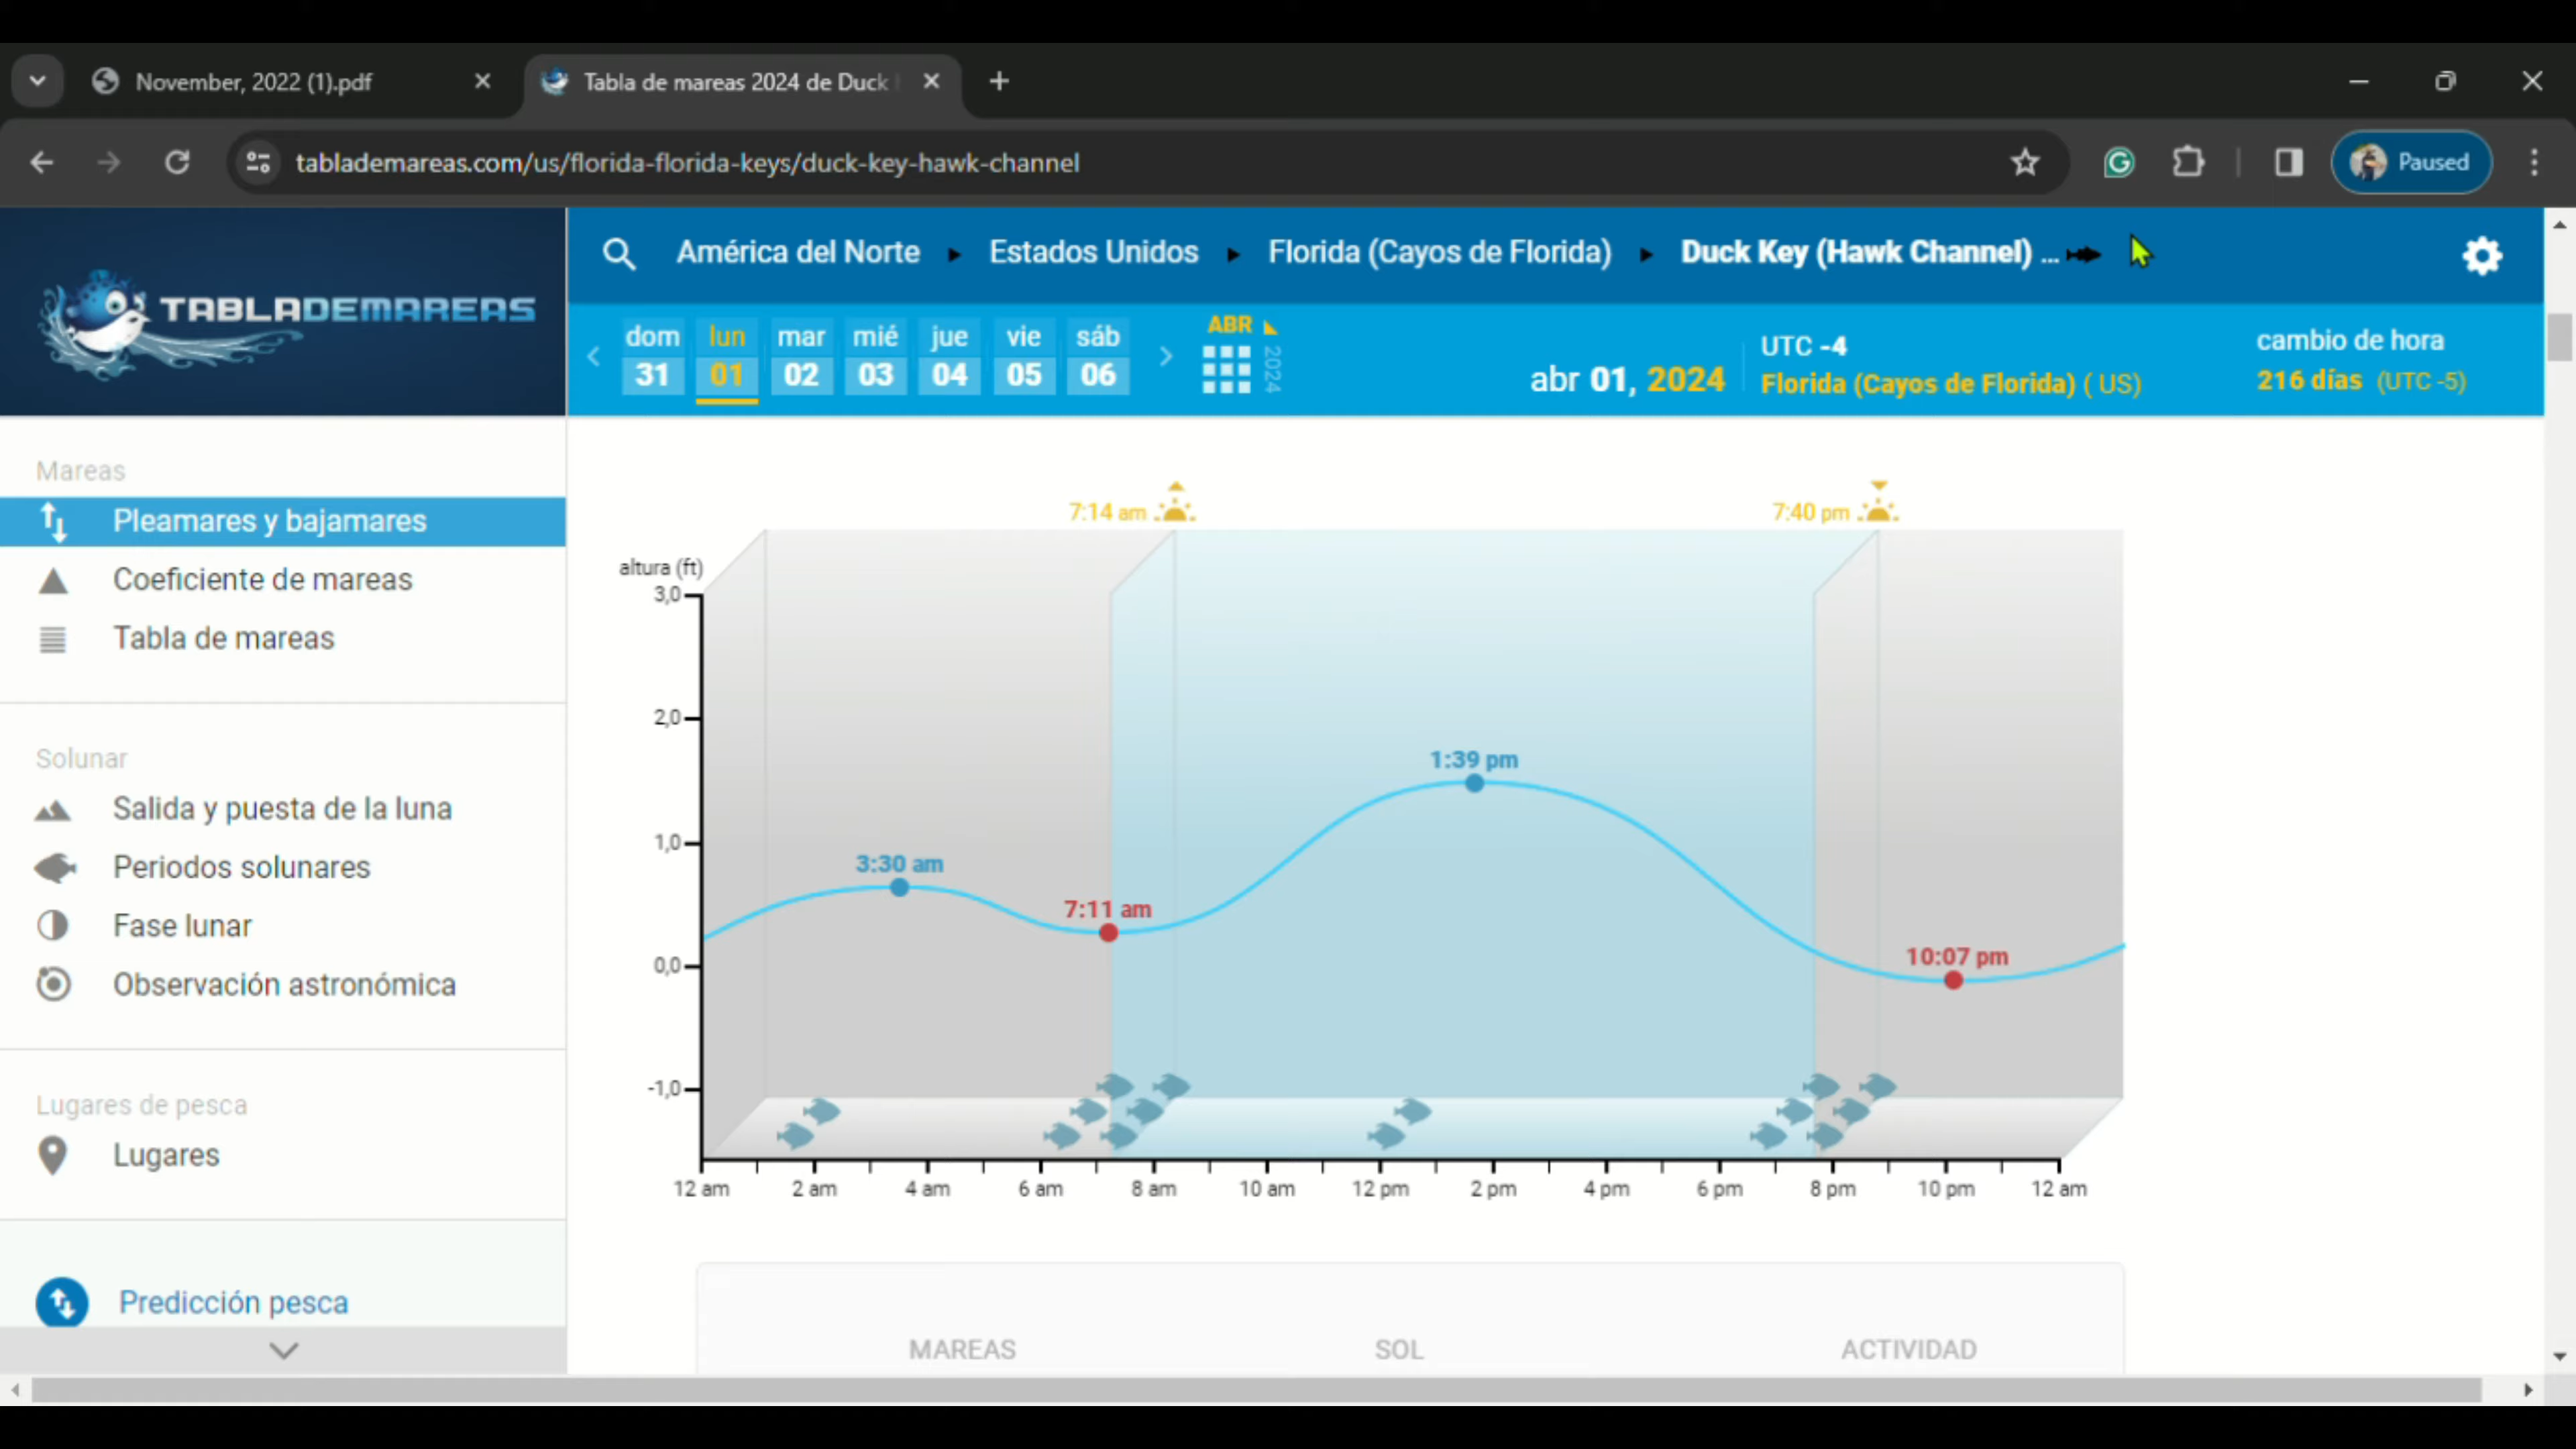 November, 2022 (1).pdf
Tabla de mareas 2024 de Duck
tablademareas.com/us/florida-florida-keys/duck-key-hawk-channel
Paused
TABLADEMAREAS
América del Norte
Estados Unidos
Florida (Cayos de Florida)
Duck Key (Hawk Channel) ...
dom lun mar mié jue vie sáb
31 01 02 03 04 05 06
ABR
2024
abr 01, 2024
UTC -4
Florida (Cayos de Florida) ( US)
cambio de hora
216 días (UTC -5)
Mareas
Pleamares y bajamares
Coeficiente de mareas
Tabla de mareas
Solunar
Salida y puesta de la luna
Periodos solunares
Fase lunar
Observación astronómica
Lugares de pesca
Lugares
Predicción pesca
7:14 am
7:40 pm
altura (ft)
3,0
2,0
1,0
0,0
-1,0
3:30 am
7:11 am
1:39 pm
10:07 pm
12 am 2 am 4 am 6 am 8 am 10 am 12 pm 2 pm 4 pm 6 pm 8 pm 10 pm 12 am
MAREAS
SOL
ACTIVIDAD